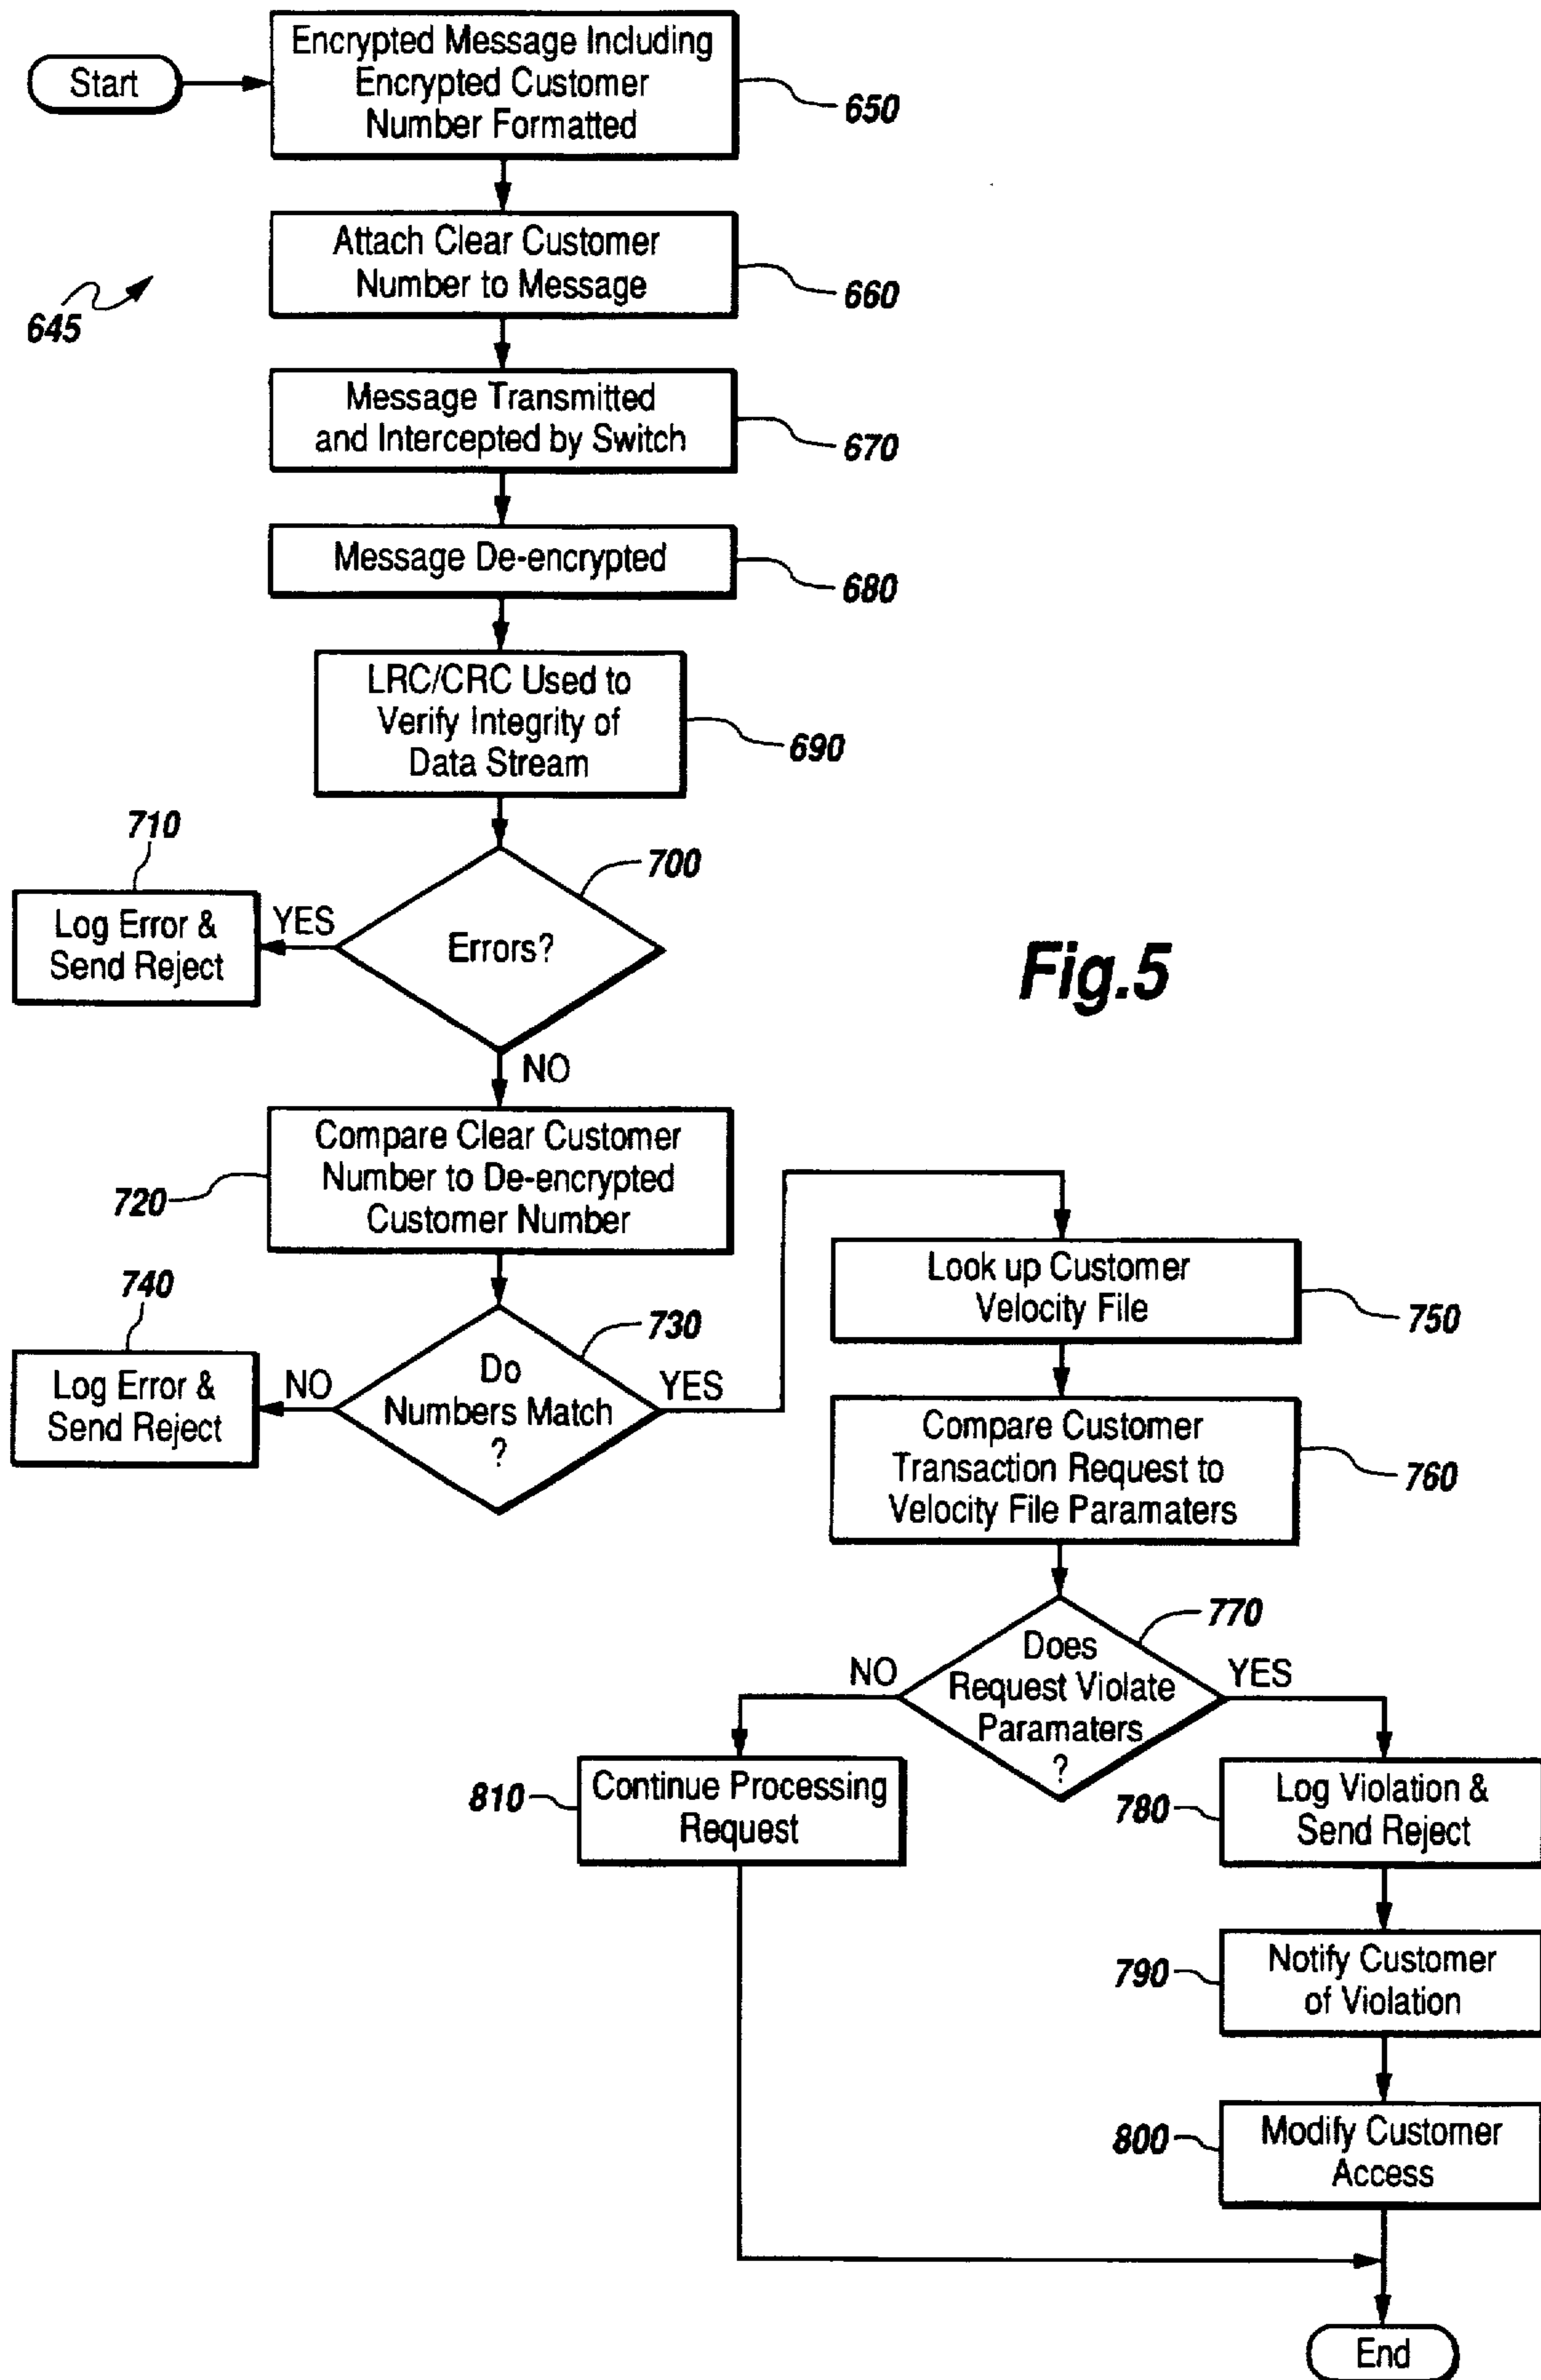 Start
Encrypted Message Including
Encrypted Customer
Number Formatted
650
Attach Clear Customer
Number to Message
660
645
Message Transmitted
and Intercepted by Switch
670
Message De-encrypted
680
LRC/CRC Used to
Verify Integrity of
Data Stream
690
710
Log Error &
Send Reject
YES
Errors?
700
NO
Fig.5
Compare Clear Customer
Number to De-encrypted
Customer Number
720
740
Log Error &
Send Reject
NO
Do
Numbers Match
?
730
YES
Look up Customer
Velocity File
750
Compare Customer
Transaction Request to
Velocity File Paramaters
760
Does
Request Violate
Paramaters
?
770
NO
YES
810
Continue Processing
Request
780
Log Violation &
Send Reject
790
Notify Customer
of Violation
800
Modify Customer
Access
End